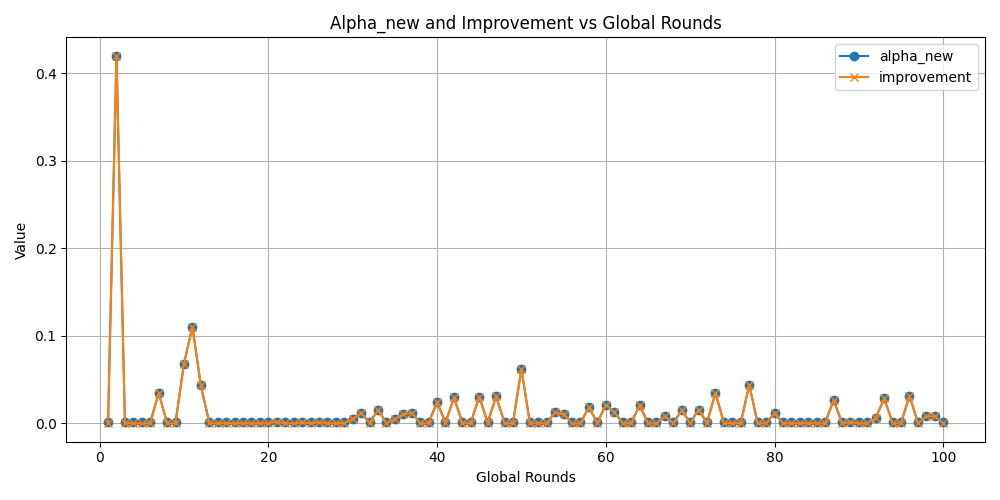 Alpha_new and Improvement vs Global Rounds
alpha_new
improvement
Value
0.4
0.3
0.2
0.1
0.0
0
20
40
60
80
100
Global Rounds